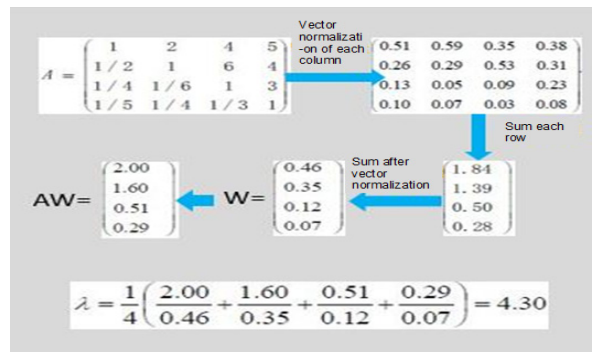 Vector
normalizati
-on of each
column
A = ( 1 2 4 5
1/2 1 6 4
1/4 1/6 1 3
1/5 1/4 1/3 1 )
0.51 0.59 0.35 0.38
0.26 0.29 0.53 0.31
0.13 0.05 0.09 0.23
0.10 0.07 0.03 0.08
Sum each
row
1.84
1.39
0.50
0.28
Sum after
vector
normalization
W=
0.46
0.35
0.12
0.07
AW=
2.00
1.60
0.51
0.29
λ = 1/4 ( 2.00/0.46 + 1.60/0.35 + 0.51/0.12 + 0.29/0.07 ) = 4.30